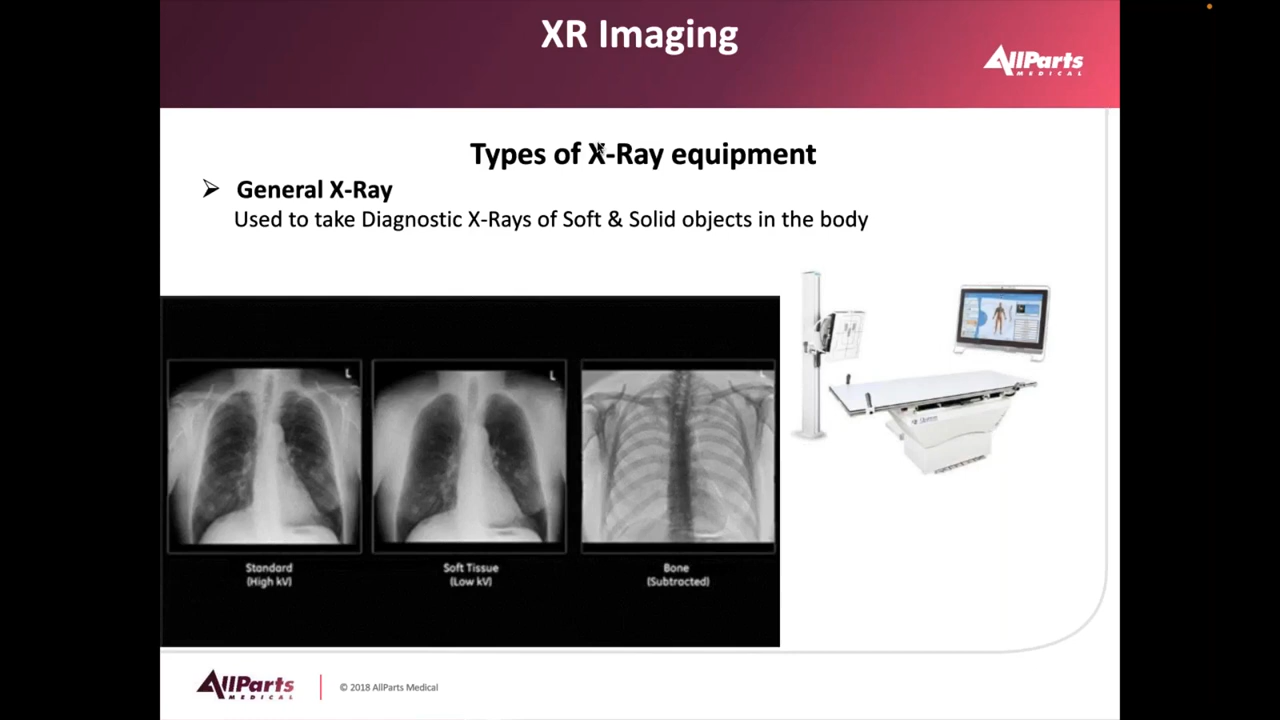 XR Imaging
AllParts
MEDICAL
Types of X-Ray equipment
➢ General X-Ray
Used to take Diagnostic X-Rays of Soft & Solid objects in the body
L
L
L
Standard
(High kV)
Soft Tissue
(Low kV)
Bone
(Subtracted)
AllParts
MEDICAL
© 2018 AllParts Medical